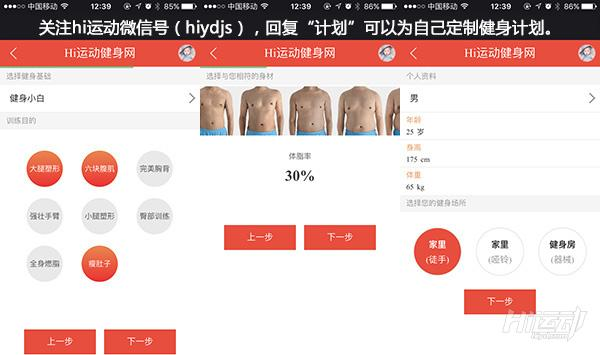 中国移动 12:39 86%
中国移动 12:39 86%
中国移动 12:39 86%
关注hi运动微信号（hiydjs），回复“计划”可以为自己定制健身计划。
Hi运动健身网
选择健身基础
健身小白
训练目的
大腿塑形 六块腹肌 完美胸背
强壮手臂 小腿塑形 臀部训练
全身燃脂 瘦肚子
上一步 下一步
Hi运动健身网
选择与您相符的身材
体脂率
30%
上一步 下一步
Hi运动健身网
个人资料
男
年龄
25 岁
身高
175 cm
体重
65 kg
选择您的健身场所
家里 家里 健身房
(徒手) (哑铃) (器械)
下一步
Hi运动